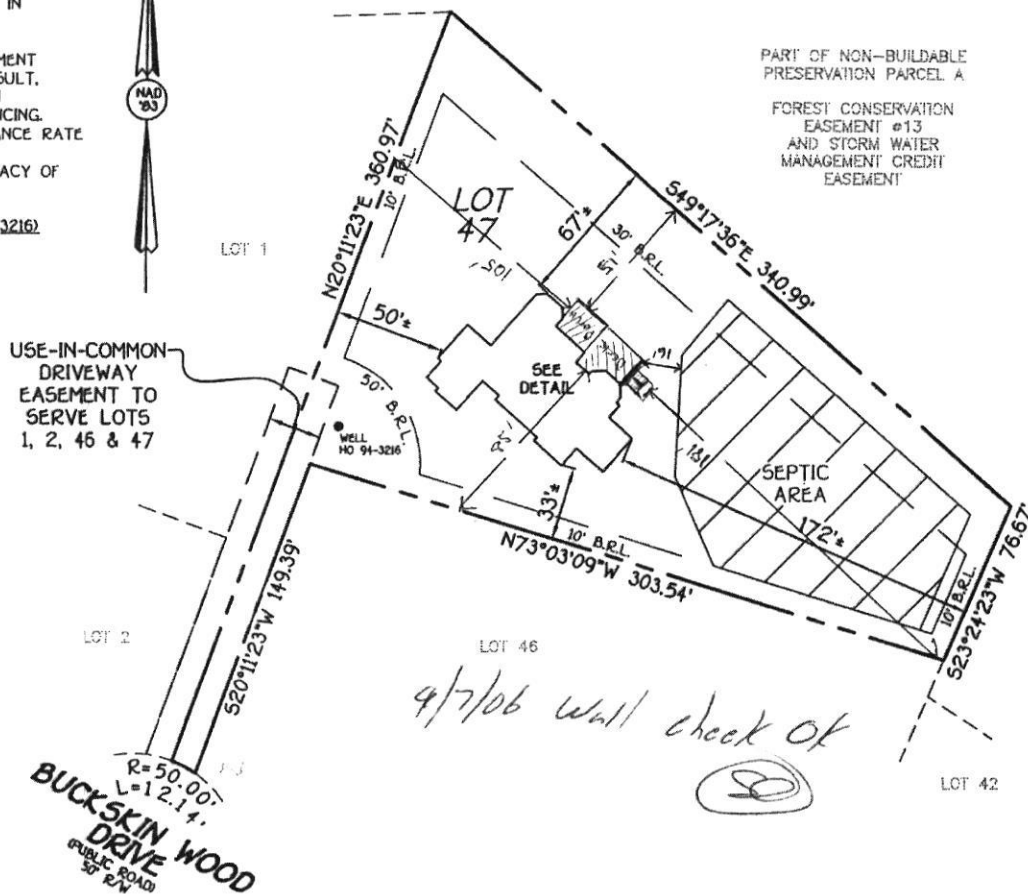 IN
MENT
SULT,
CING.
NCE RATE
ACY OF
3216)
NAD
'83
PART OF NON-BUILDABLE
PRESERVATION PARCEL A
FOREST CONSERVATION
EASEMENT #13
AND STORM WATER
MANAGEMENT CREDIT
EASEMENT
LOT 1
N20°11'23"E 360.97'
10' B.R.L.
LOT
47
67'±
30' B.R.L.
S49°17'36"E 340.99'
105'
50'±
SEE
DETAIL
Deck
16'
USE-IN-COMMON
DRIVEWAY
EASEMENT TO
SERVE LOTS
1, 2, 46 & 47
50' B.R.L.
WELL
HO 94-3216
95'
33'±
181'
SEPTIC
AREA
172'±
10' B.R.L.
N73°03'09"W 303.54'
10' B.R.L.
S23°24'23"W 76.67'
S20°11'23"W 149.39'
LOT 2
LOT 46
LOT 42
4/7/06 wall check OK
R=50.00'
L=12.14'
BUCKSKIN WOOD
DRIVE
(PUBLIC ROAD)
50' R/W